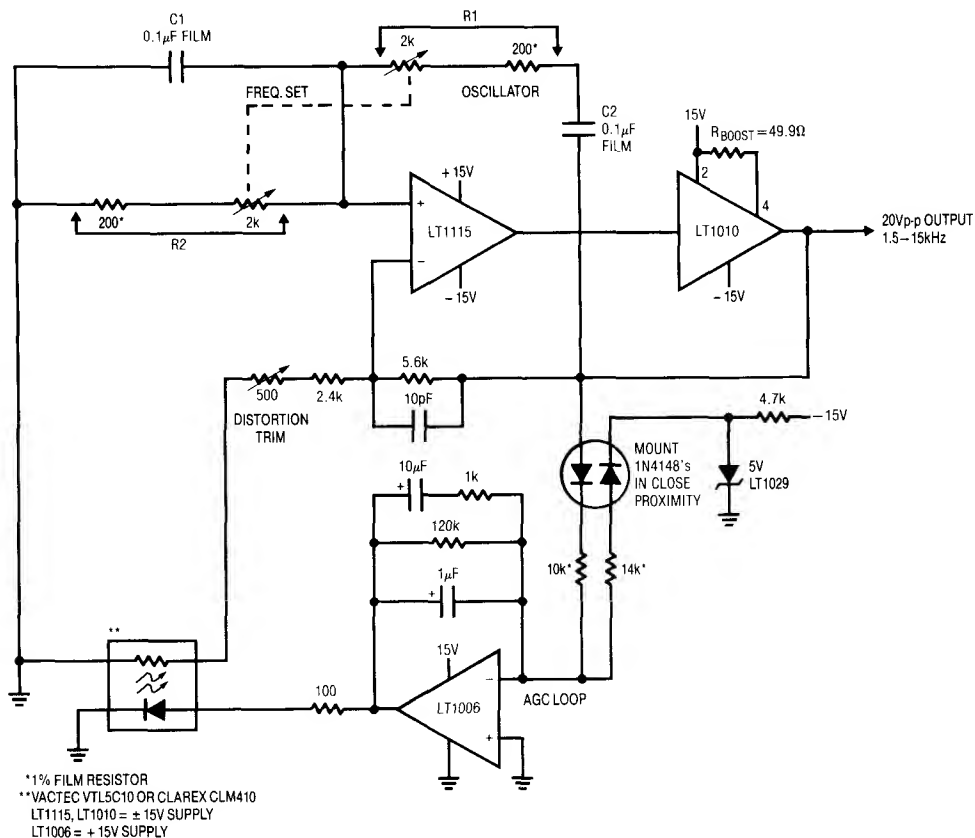 C1
0.1µF FILM
R1
2k
200*
FREQ. SET
OSCILLATOR
C2
0.1µF
FILM
15V
RBOOST = 49.9Ω
2
4
+15V
+
LT1115
−
−15V
LT1010
−15V
20Vp-p OUTPUT
1.5–15kHz
200*
2k
R2
500
2.4k
5.6k
10pF
DISTORTION
TRIM
4.7k
−15V
MOUNT
1N4148's
IN CLOSE
PROXIMITY
5V
LT1029
10µF
+
1k
120k
1µF
+
10k*
14k*
**
15V
−
LT1006
+
AGC LOOP
100
*1% FILM RESISTOR
**VACTEC VTL5C10 OR CLAREX CLM410
LT1115, LT1010 = ± 15V SUPPLY
LT1006 = + 15V SUPPLY